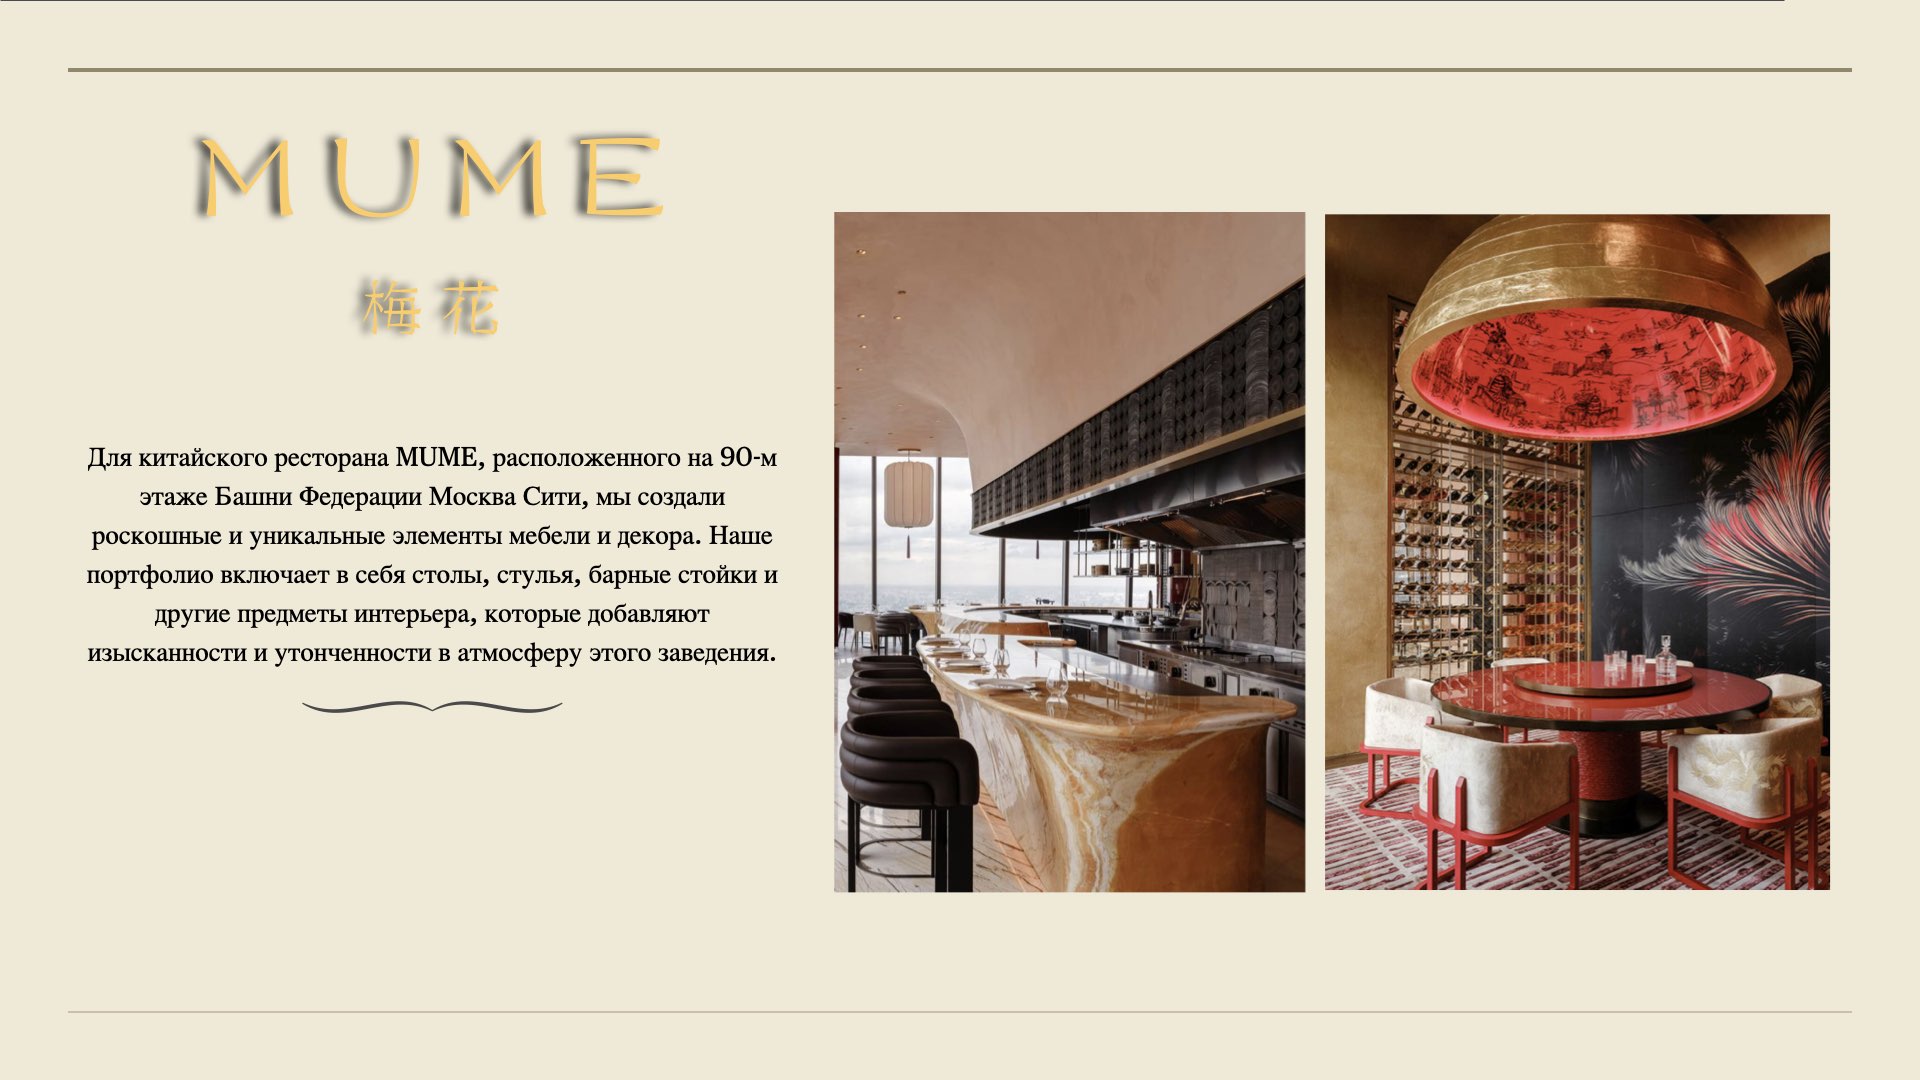 MUME
梅花
Для китайского ресторана MUME, расположенного на 90-м
этаже Башни Федерации Москва Сити, мы создали
роскошные и уникальные элементы мебели и декора. Наше
портфолио включает в себя столы, стулья, барные стойки и
другие предметы интерьера, которые добавляют
изысканности и утонченности в атмосферу этого заведения.